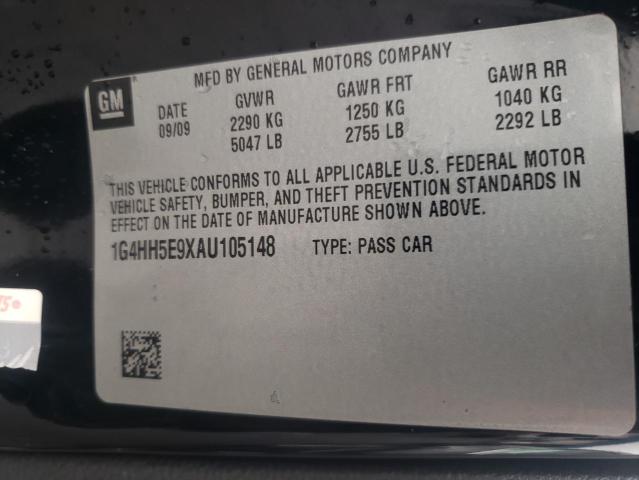 GM
MFD BY GENERAL MOTORS COMPANY
DATE GVWR GAWR FRT GAWR RR
09/09 2290 KG 1250 KG 1040 KG
5047 LB 2755 LB 2292 LB
THIS VEHICLE CONFORMS TO ALL APPLICABLE U.S. FEDERAL MOTOR
VEHICLE SAFETY, BUMPER, AND THEFT PREVENTION STANDARDS IN
EFFECT ON THE DATE OF MANUFACTURE SHOWN ABOVE.
1G4HH5E9XAU105148 TYPE: PASS CAR